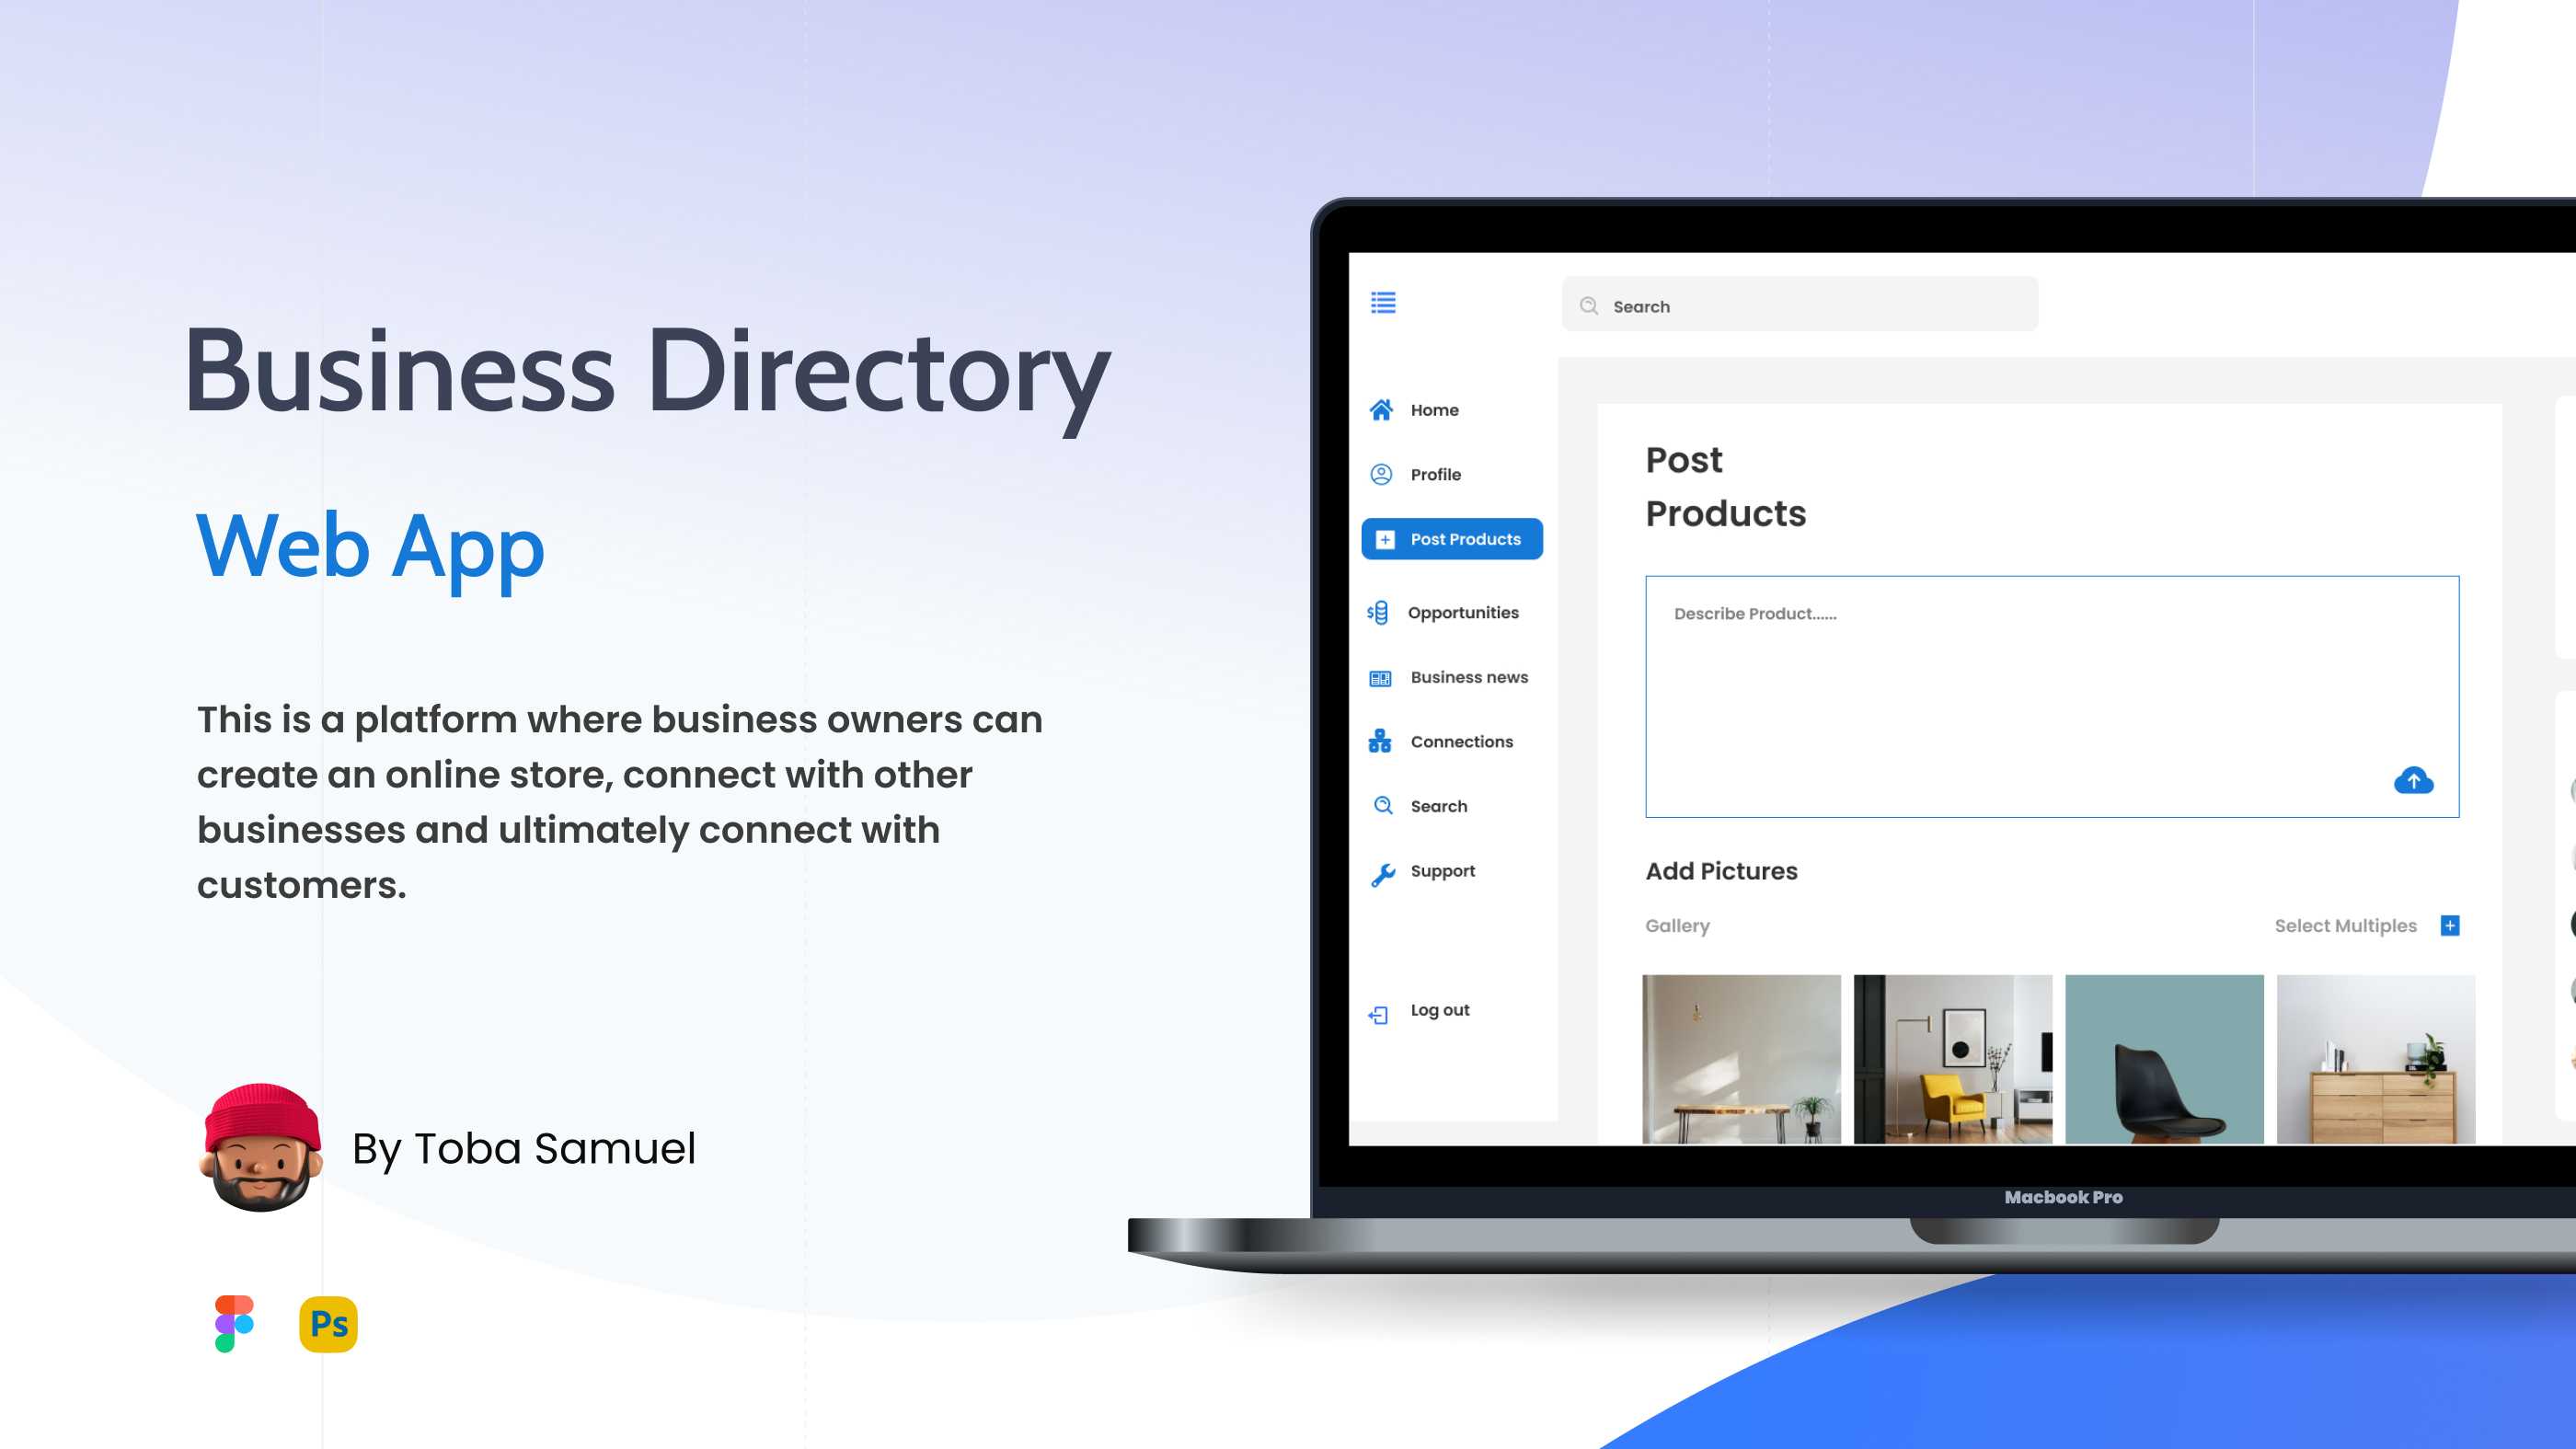 Business Directory
Web App
This is a platform where business owners can
create an online store, connect with other
businesses and ultimately connect with
customers.
By Toba Samuel
Ps
Search
Home
Profile
Post Products
Opportunities
Business news
Connections
Search
Support
Log out
Post
Products
Describe Product......
Add Pictures
Gallery
Select Multiples
Macbook Pro